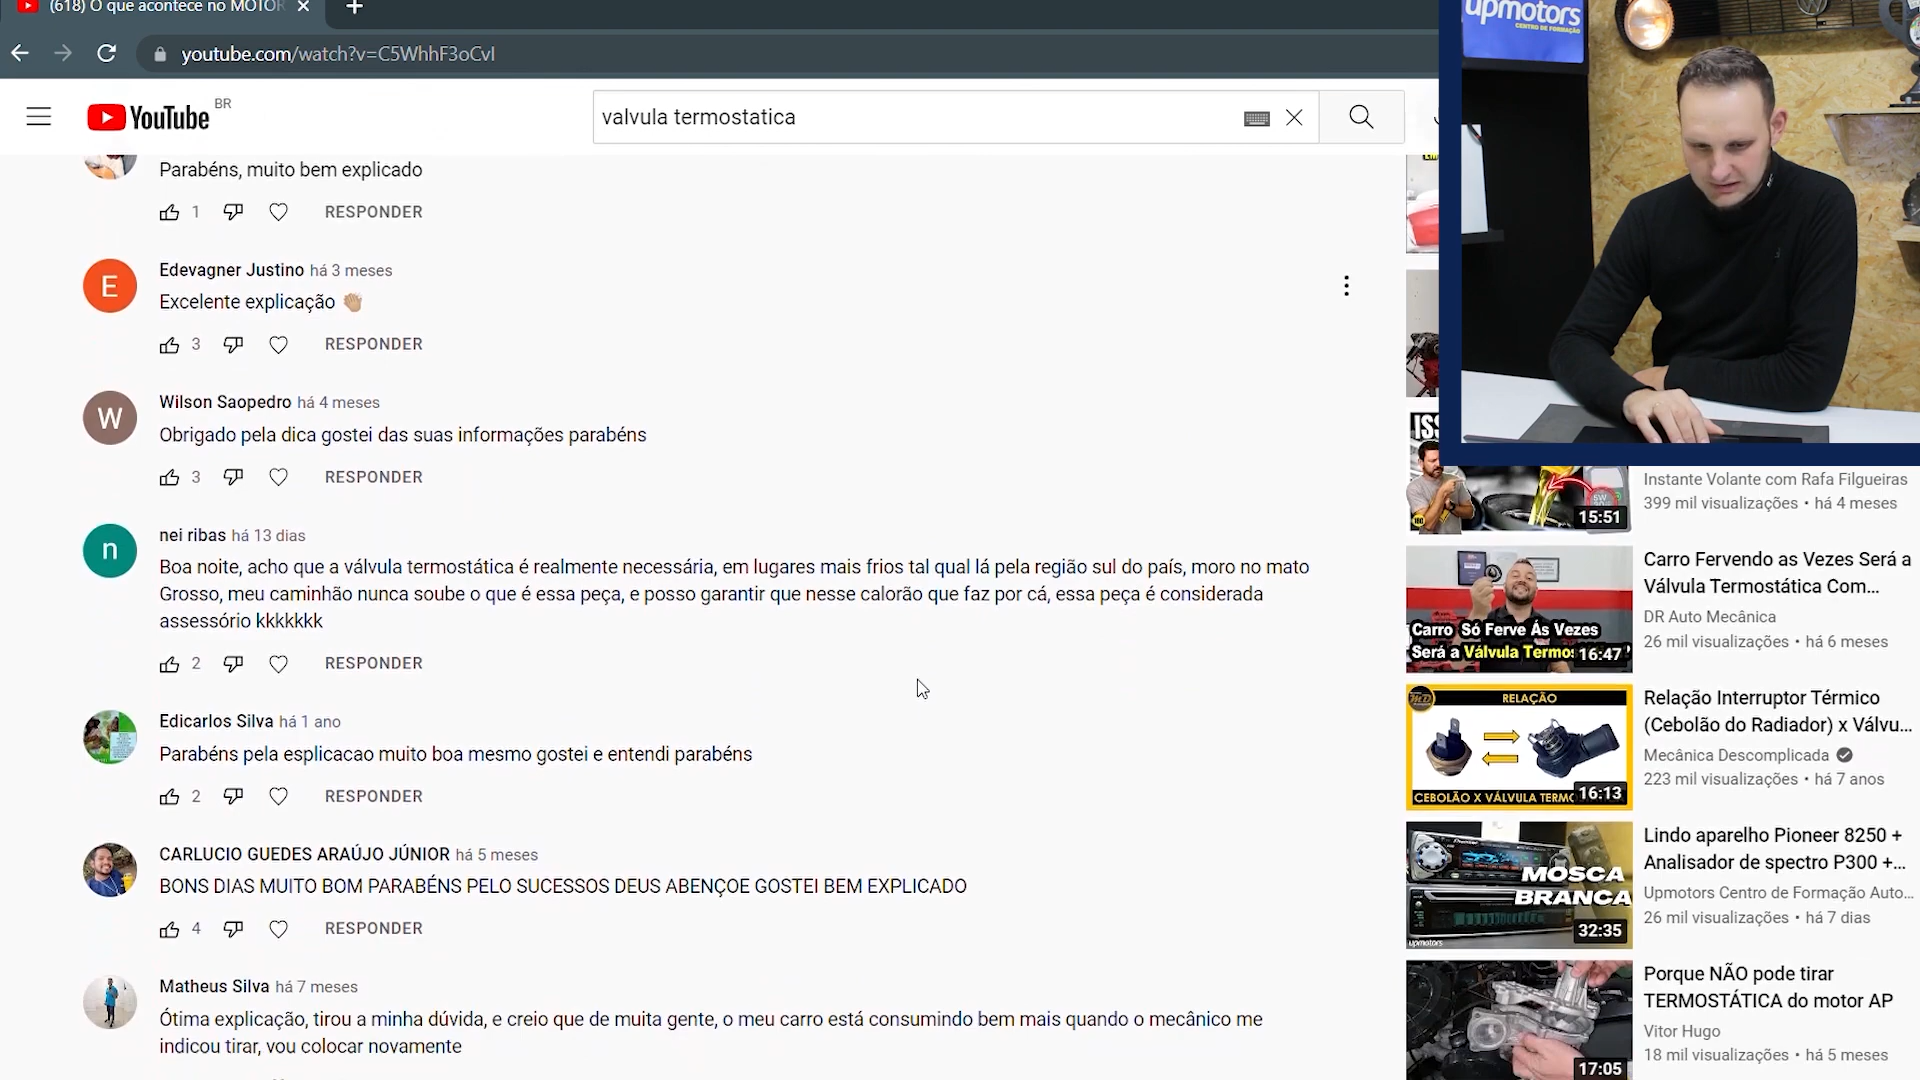 (618) O que acontece no MOTOR
youtube.com/watch?v=C5WhhF3oCvI
YouTube BR
valvula termostatica
upmotors
CENTRO DE FORMAÇÃO
Parabéns, muito bem explicado
1 RESPONDER
Edevagner Justino há 3 meses
Excelente explicação 👏🏼
3 RESPONDER
Wilson Saopedro há 4 meses
Obrigado pela dica gostei das suas informações parabéns
3 RESPONDER
nei ribas há 13 dias
Boa noite, acho que a válvula termostática é realmente necessária, em lugares mais frios tal qual lá pela região sul do país, moro no mato
Grosso, meu caminhão nunca soube o que é essa peça, e posso garantir que nesse calorão que faz por cá, essa peça é considerada
assessório kkkkkkk
2 RESPONDER
Edicarlos Silva há 1 ano
Parabéns pela esplicacao muito boa mesmo gostei e entendi parabéns
2 RESPONDER
CARLUCIO GUEDES ARAÚJO JÚNIOR há 5 meses
BONS DIAS MUITO BOM PARABÉNS PELO SUCESSOS DEUS ABENÇOE GOSTEI BEM EXPLICADO
4 RESPONDER
Matheus Silva há 7 meses
Ótima explicação, tirou a minha dúvida, e creio que de muita gente, o meu carro está consumindo bem mais quando o mecânico me
indicou tirar, vou colocar novamente
E
W
n
ISS
15:51
Instante Volante com Rafa Filgueiras
399 mil visualizações • há 4 meses
Carro Só Ferve Ás Vezes
Será a Válvula Termos
16:47
Carro Fervendo as Vezes Será a
Válvula Termostática Com...
DR Auto Mecânica
26 mil visualizações • há 6 meses
RELAÇÃO
CEBOLÃO X VÁLVULA TERMO
16:13
Relação Interruptor Térmico
(Cebolão do Radiador) x Válvu...
Mecânica Descomplicada
223 mil visualizações • há 7 anos
MOSCA
BRANCA
32:35
upmotors
Lindo aparelho Pioneer 8250 +
Analisador de spectro P300 +...
Upmotors Centro de Formação Auto...
26 mil visualizações • há 7 dias
17:05
Porque NÃO pode tirar
TERMOSTÁTICA do motor AP
Vitor Hugo
18 mil visualizações • há 5 meses